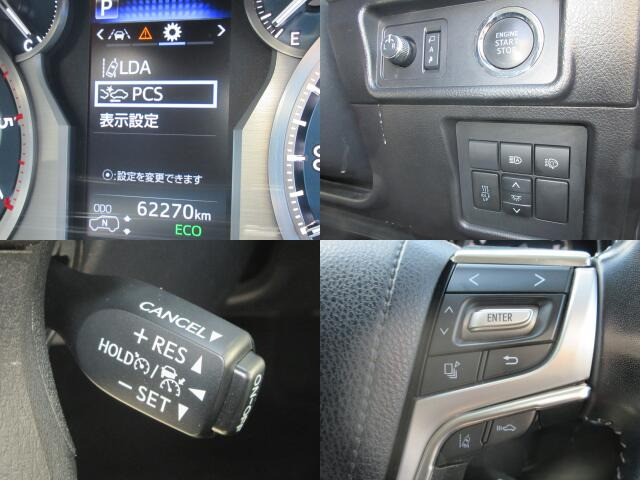 P
LDA
PCS
表示設定
:設定を変更できます
ODO 62270km
N
ECO
C
E
ENGINE
START
STOP
A
CANCEL
+RES
HOLD /
-SET
ON/OFF
ENTER